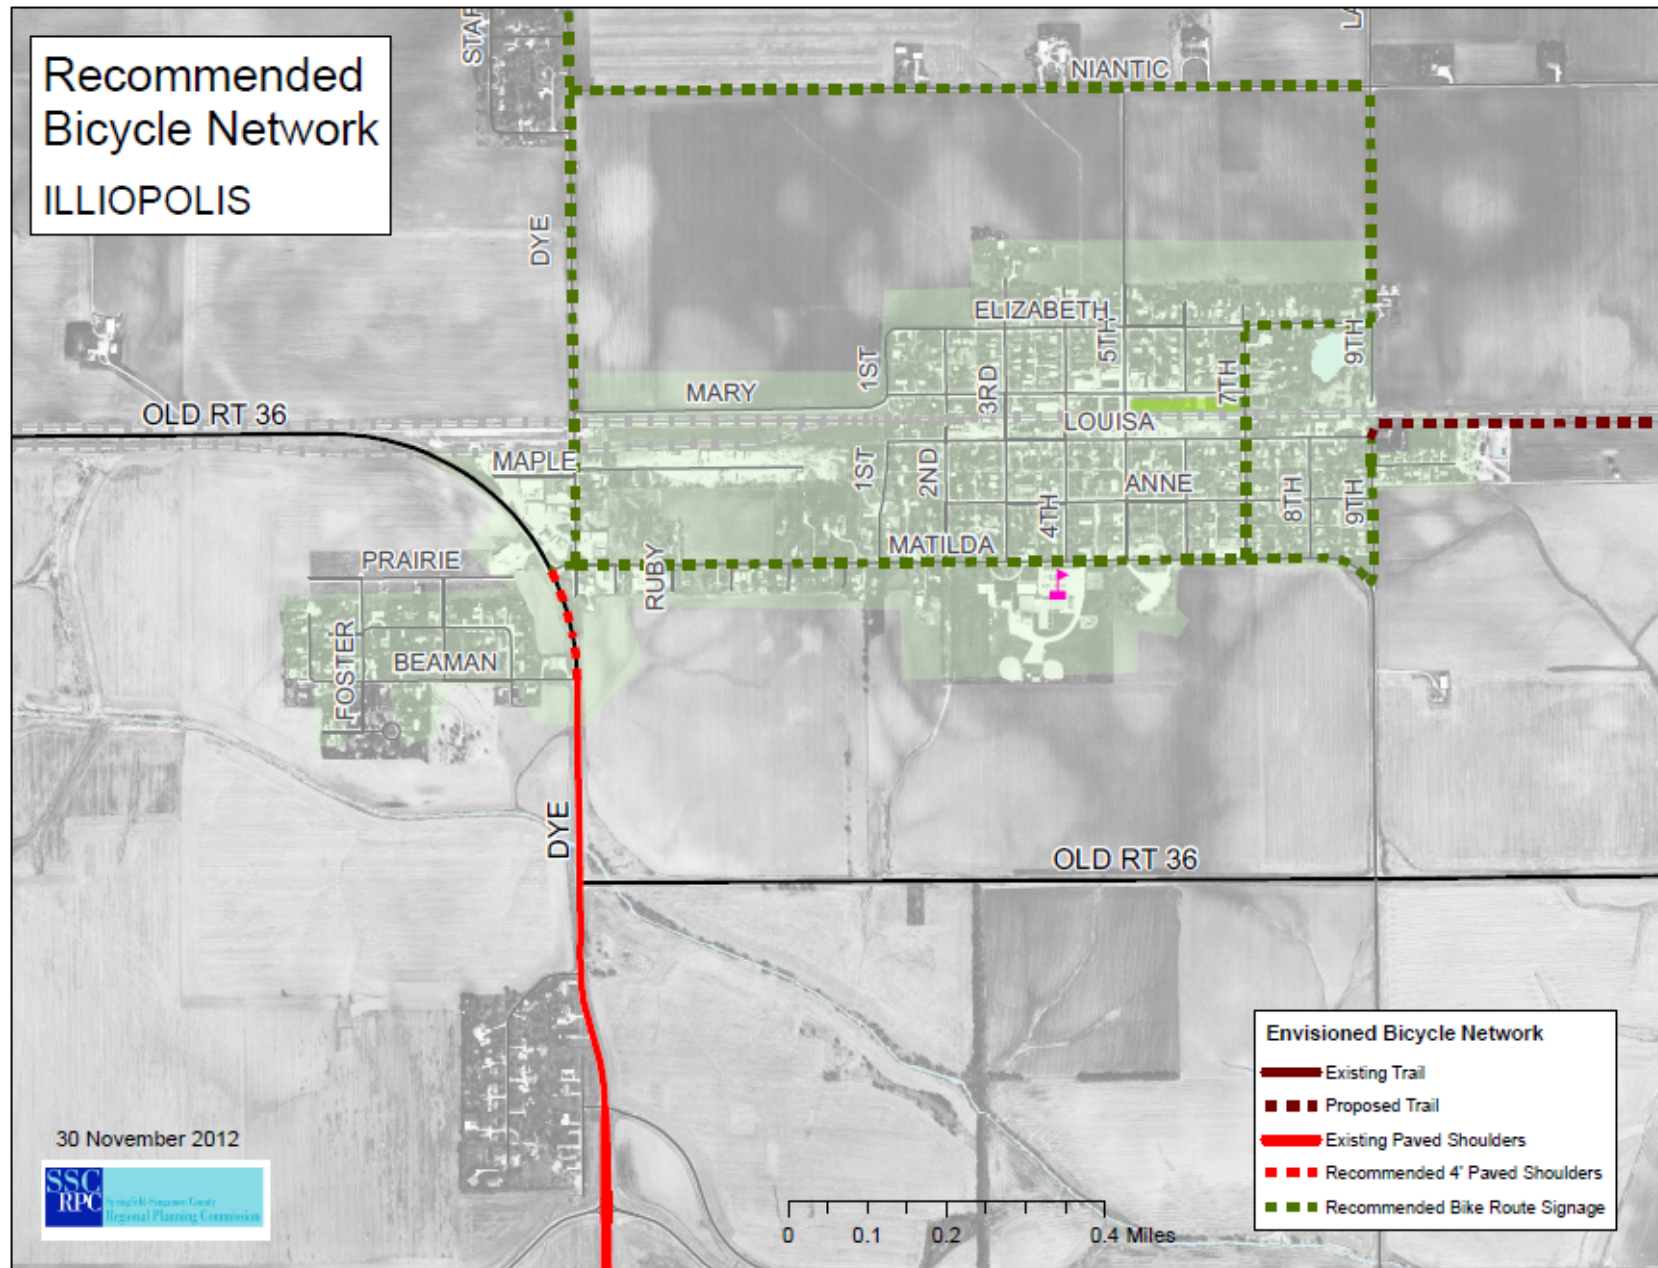 Recommended
Bicycle Network
ILLIOPOLIS
NIANTIC
DYE
ELIZABETH
5TH
9TH
1ST
7TH
3RD
MARY
OLD RT 36
LOUISA
MAPLE
1ST
2ND
ANNE
8TH
9TH
4TH
MATILDA
PRAIRIE
RUBY
BEAMAN
FOSTER
DYE
OLD RT 36
Envisioned Bicycle Network
Existing Trail
Proposed Trail
Existing Paved Shoulders
Recommended 4' Paved Shoulders
Recommended Bike Route Signage
30 November 2012
SSC
RPC
Springfield-Sangamon County
Regional Planning Commission
0 0.1 0.2 0.4 Miles